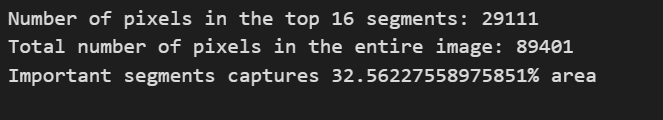 Number of pixels in the top 16 segments: 29111
Total number of pixels in the entire image: 89401
Important segments captures 32.56227558975851% area